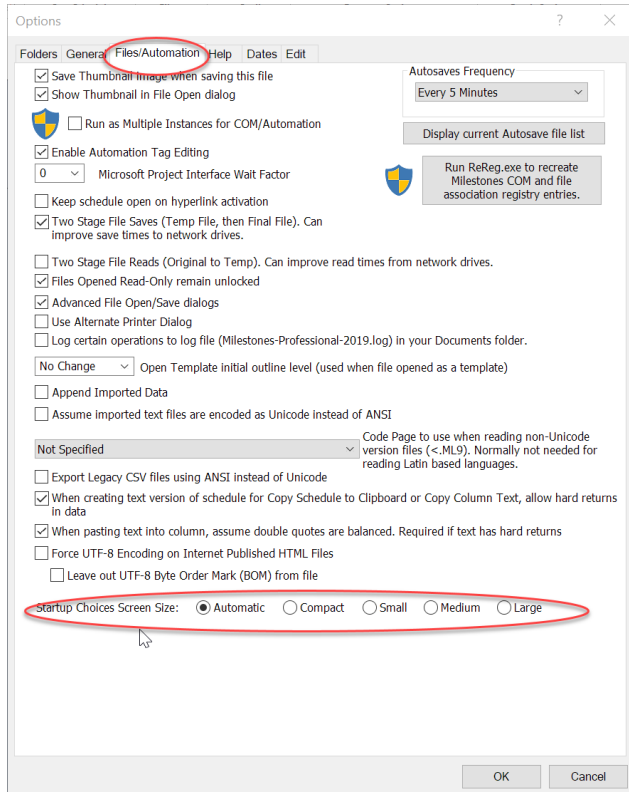 Options
Folders General Files/Automation Help Dates Edit
Save Thumbnail Image when saving this file
Show Thumbnail in File Open dialog
Autosaves Frequency
Every 5 Minutes
Run as Multiple Instances for COM/Automation
Display current Autosave file list
Enable Automation Tag Editing
0 Microsoft Project Interface Wait Factor
Run ReReg.exe to recreate
Milestones COM and file
association registry entries.
Keep schedule open on hyperlink activation
Two Stage File Saves (Temp File, then Final File). Can
improve save times to network drives.
Two Stage File Reads (Original to Temp). Can improve read times from network drives.
Files Opened Read-Only remain unlocked
Advanced File Open/Save dialogs
Use Alternate Printer Dialog
Log certain operations to log file (Milestones-Professional-2019.log) in your Documents folder.
No Change Open Template initial outline level (used when file opened as a template)
Append Imported Data
Assume imported text files are encoded as Unicode instead of ANSI
Not Specified
Code Page to use when reading non-Unicode
version files (<.ML9). Normally not needed for
reading Latin based languages.
Export Legacy CSV files using ANSI instead of Unicode
When creating text version of schedule for Copy Schedule to Clipboard or Copy Column Text, allow hard returns
in data
When pasting text into column, assume double quotes are balanced. Required if text has hard returns
Force UTF-8 Encoding on Internet Published HTML Files
Leave out UTF-8 Byte Order Mark (BOM) from file
Startup Choices Screen Size: Automatic Compact Small Medium Large
OK Cancel